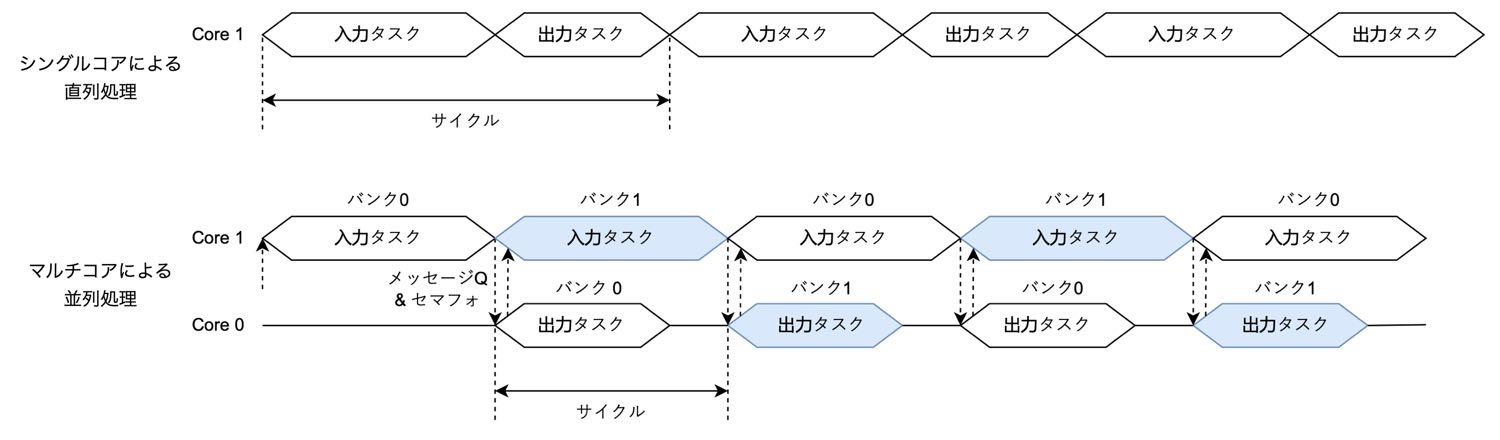 Core 1
入力タスク
出力タスク
入力タスク
出力タスク
入力タスク
出力タスク
シングルコアによる
直列処理
サイクル
バンク0
バンク1
バンク0
バンク1
バンク0
Core 1
入力タスク
入力タスク
入力タスク
入力タスク
入力タスク
マルチコアによる
並列処理
メッセージQ
& セマフォ
バンク 0
バンク1
バンク0
バンク1
Core 0
出力タスク
出力タスク
出力タスク
出力タスク
サイクル